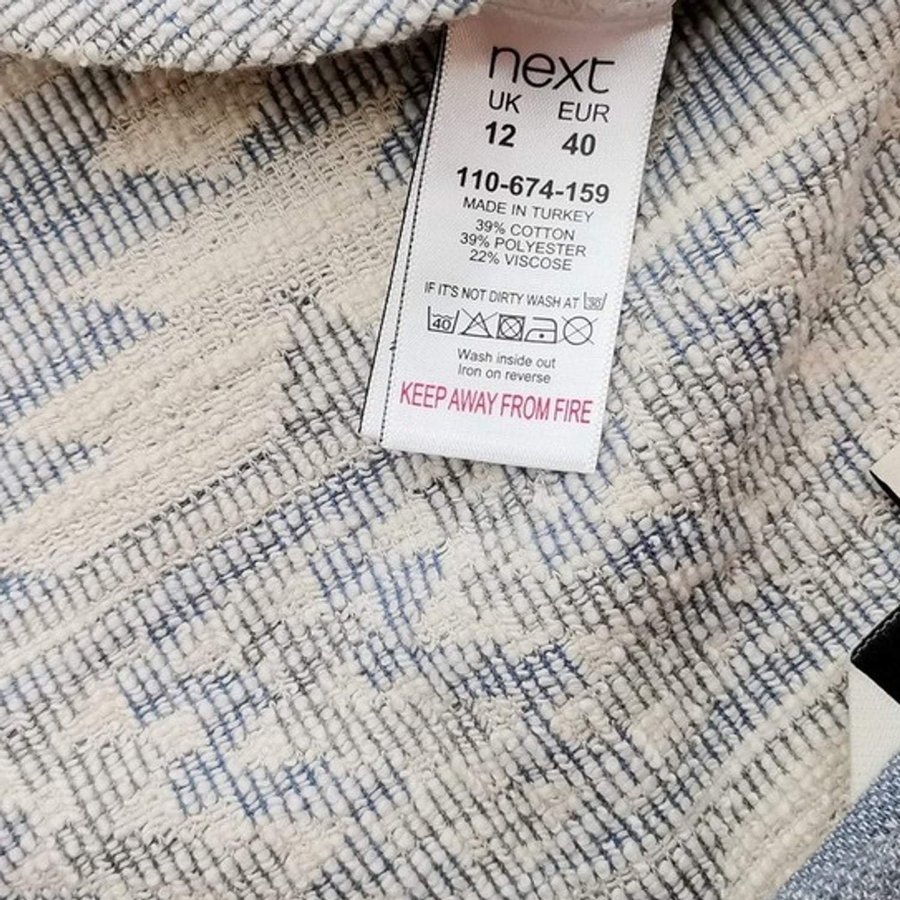 next
UK EUR
12 40
110-674-159
MADE IN TURKEY
39% COTTON
39% POLYESTER
22% VISCOSE
IF IT'S NOT DIRTY WASH AT 30
40
Wash inside out
Iron on reverse
KEEP AWAY FROM FIRE